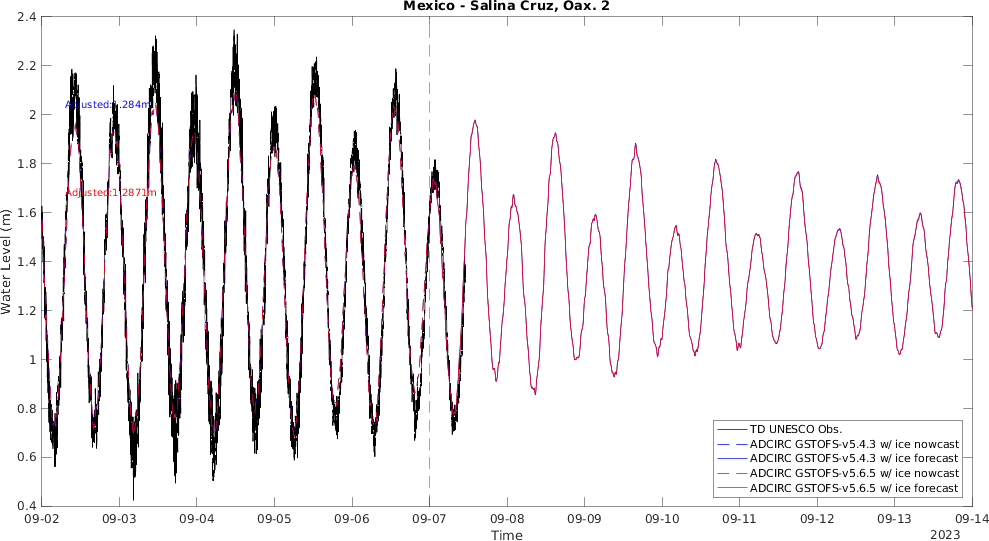 Mexico - Salina Cruz, Oax. 2
2.4
2.2
2
1.8
1.6
1.4
1.2
1
0.8
0.6
0.4
Water Level (m)
Adjusted:1.284m
Adjusted:1.2871m
TD UNESCO Obs.
ADCIRC GSTOFS-v5.4.3 w/ ice nowcast
ADCIRC GSTOFS-v5.4.3 w/ ice forecast
ADCIRC GSTOFS-v5.6.5 w/ ice nowcast
ADCIRC GSTOFS-v5.6.5 w/ ice forecast
09-02 09-03 09-04 09-05 09-06 09-07 09-08 09-09 09-10 09-11 09-12 09-13 09-14
Time
2023